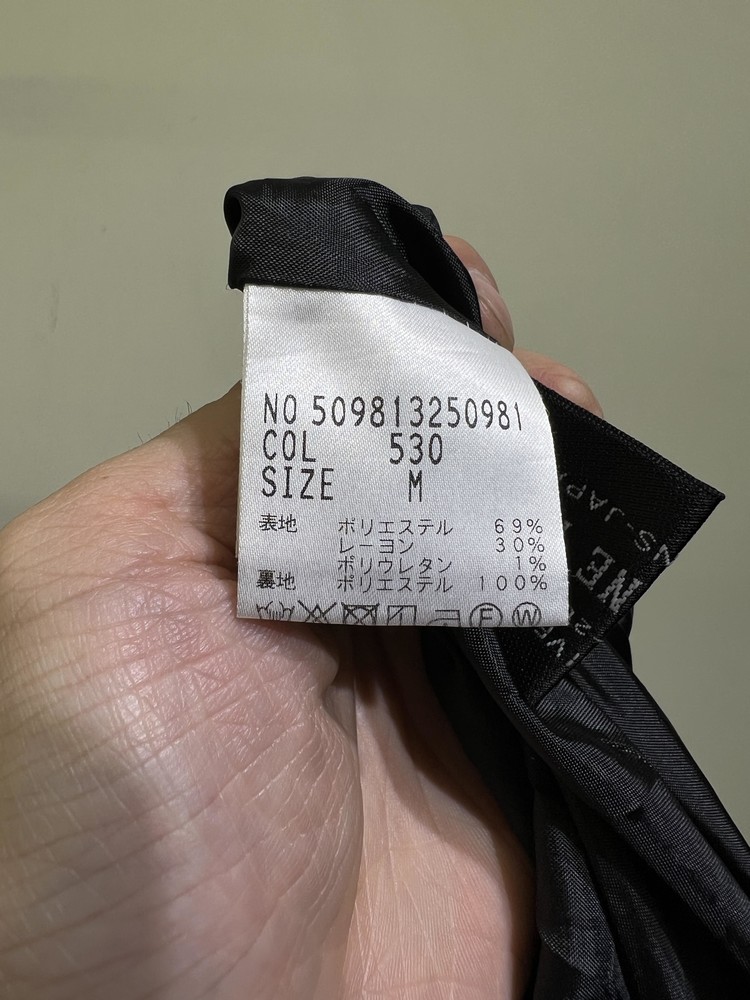 NO 509813250981
COL 530
SIZE M
表地 ポリエステル 69%
レーヨン 30%
ポリウレタン 1%
裏地 ポリエステル 100%
F W